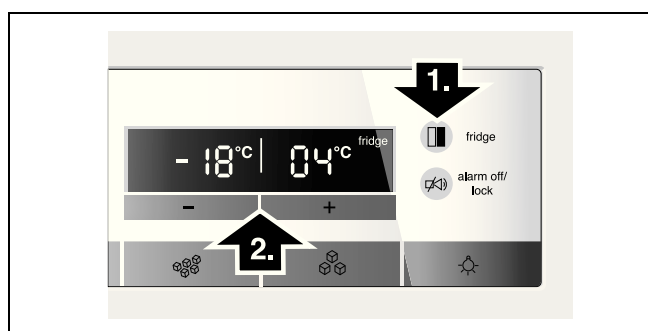 1.
-18°C 04°C fridge
fridge
alarm off/
lock
- +
2.